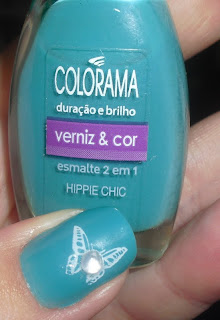 COLORAMA
duração e brilho
verniz & cor
esmalte 2 em 1
HIPPIE CHIC